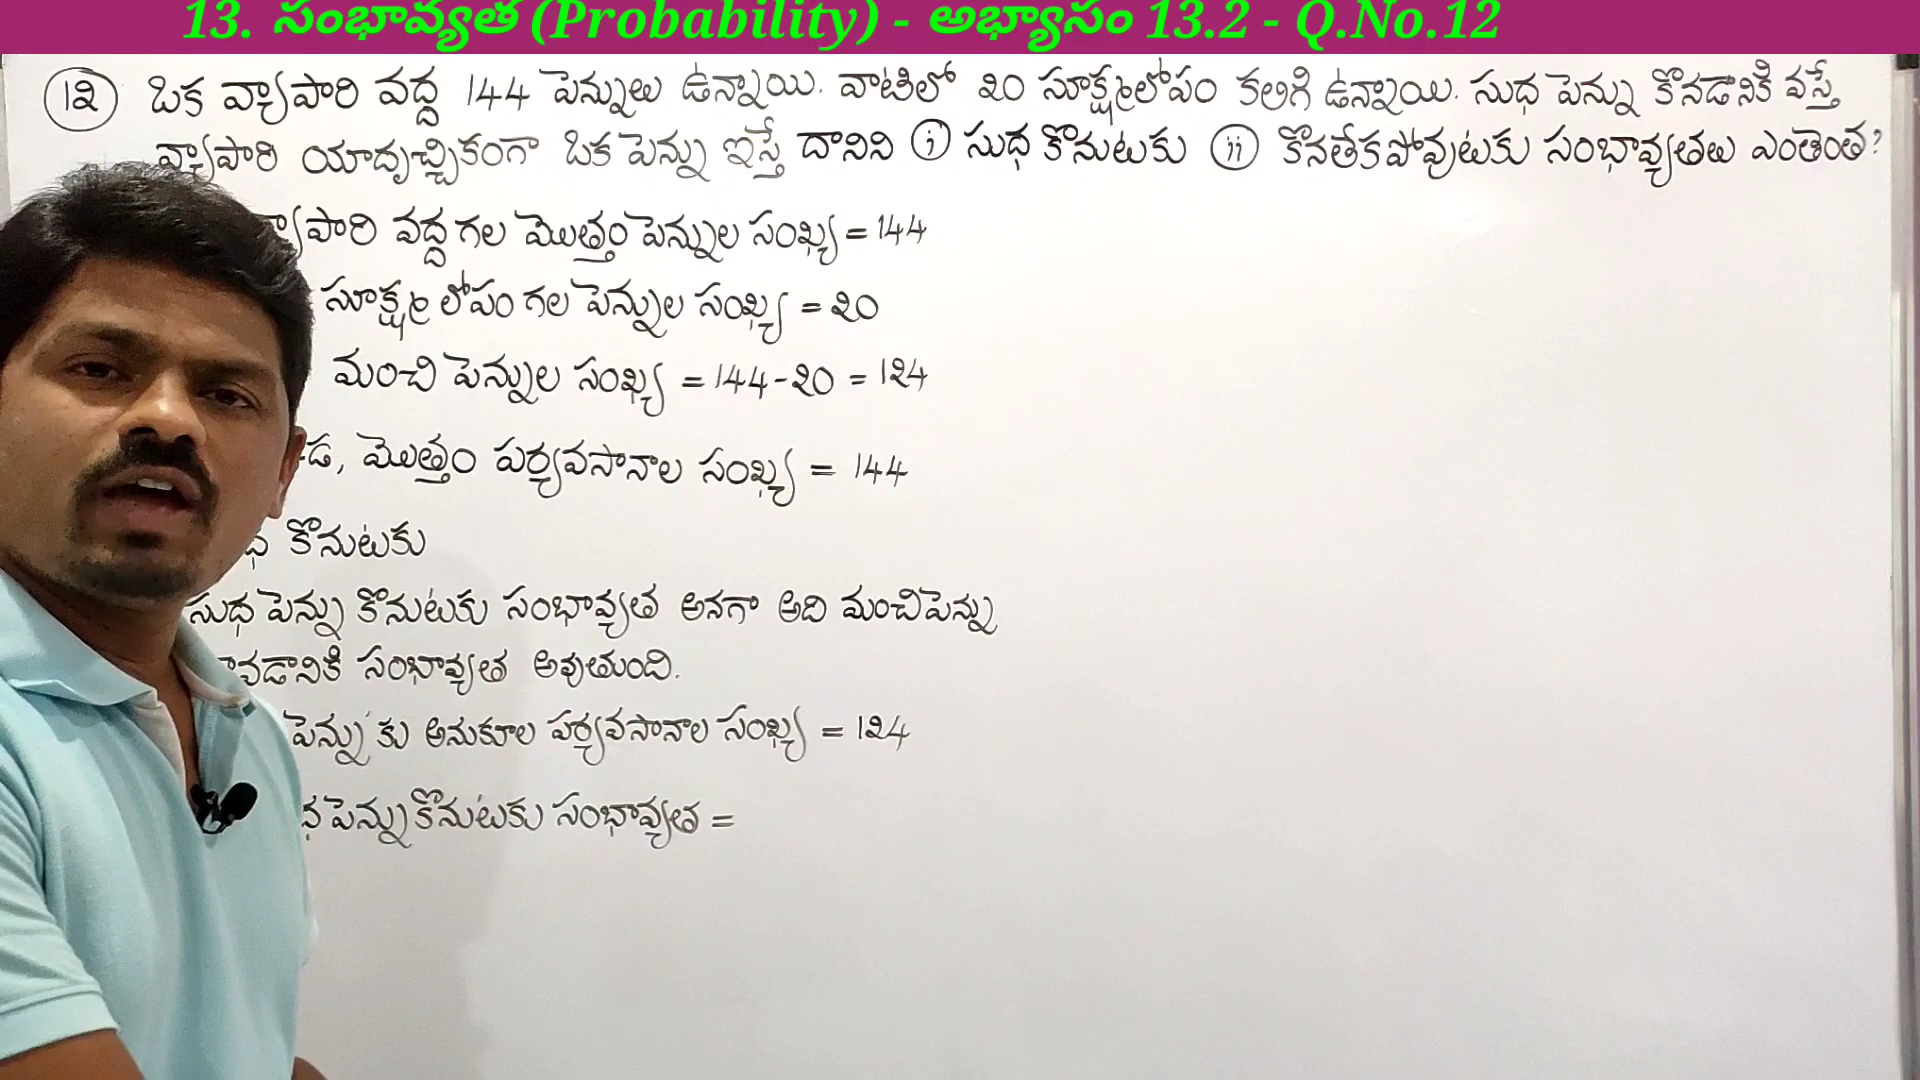 13. సంభావ్యత (Probability) - అభ్యాసం 13.2 - Q.No.12
12 ఒక వ్యాపారి వద్ద 144 పెన్నులు ఉన్నాయి. వాటిలో 20 సూక్ష్మలోపం కలిగి ఉన్నాయి. సుధ పెన్ను కొనడానికి వస్తే
వ్యాపారి యాదృచ్ఛికంగా ఒక పెన్ను ఇస్తే దానిని i సుధ కొనుటకు ii కొనతేకపోవుటకు సంభావ్యతలు ఎంతెంత?
వ్యాపారి వద్ద గల మొత్తం పెన్నుల సంఖ్య = 144
సూక్ష్మ లోపం గల పెన్నుల సంఖ్య = 20
మంచి పెన్నుల సంఖ్య = 144-20 = 124
మొత్తం పర్యవసానాల సంఖ్య = 144
కొనుటకు
సుధ పెన్ను కొనుటకు సంభావ్యత అనగా అది మంచిపెన్ను
సంభావ్యత అవుతుంది.
పెన్ను' కు అనుకూల పర్యవసానాల సంఖ్య = 124
పెన్ను కొనుటకు సంభావ్యత =